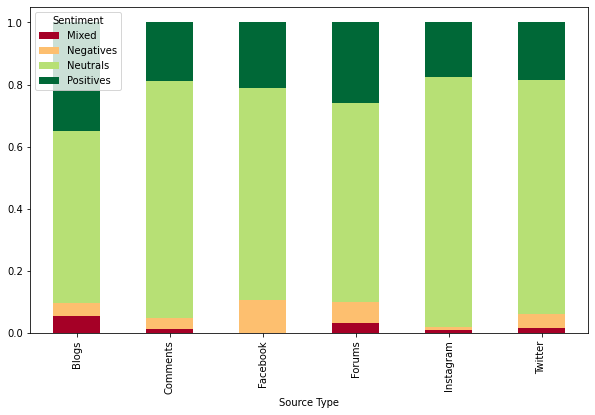 Sentiment
Mixed
Negatives
Neutrals
Positives
1.0
0.8
0.6
0.4
0.2
0.0
Blogs
Comments
Facebook
Forums
Instagram
Twitter
Source Type